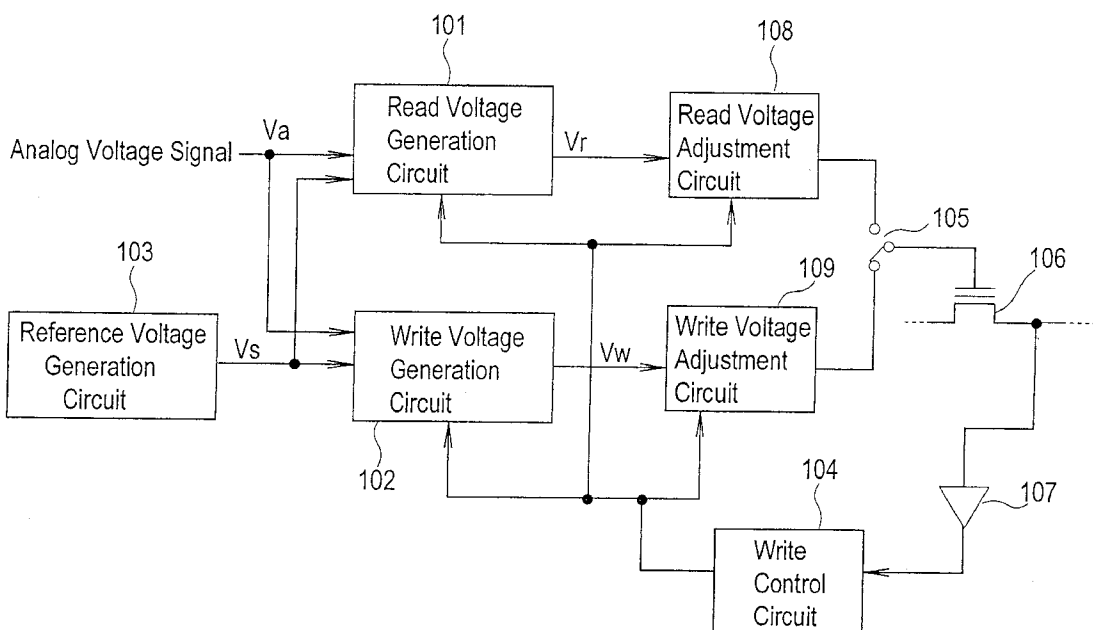 101
108
Read Voltage
Generation
Circuit
Read Voltage
Adjustment
Circuit
Va
Analog Voltage Signal
Vr
105
103
109
106
Reference Voltage
Generation
Circuit
Vs
Write Voltage
Generation
Circuit
Vw
Write Voltage
Adjustment
Circuit
102
104
107
Write
Control
Circuit